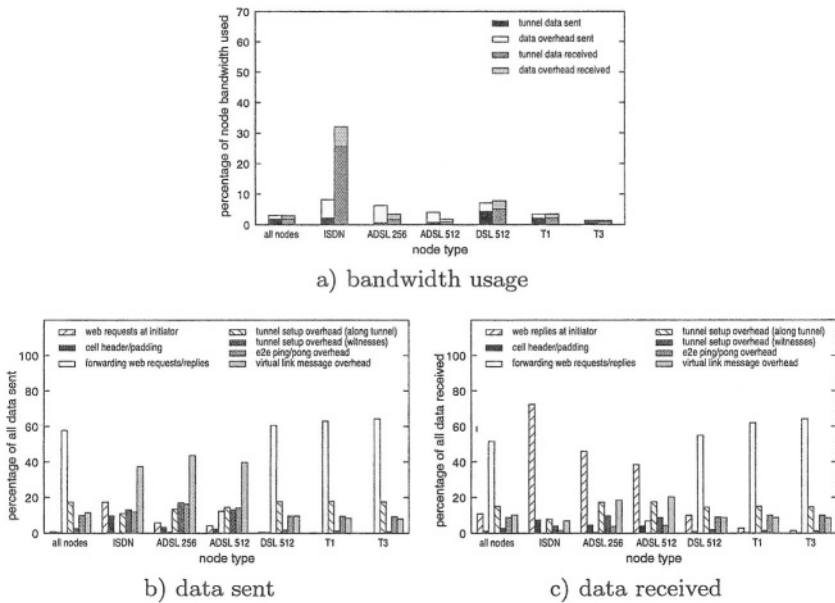 percentage of node bandwidth used
70
60
50
40
30
20
10
0
tunnel data sent
data overhead sent
tunnel data received
data overhead received
all nodes ISDN ADSL 256 ADSL 512 DSL 512 T1 T3
node type
a) bandwidth usage
percentage of all data sent
100
80
60
40
20
0
web requests at initiator
cell header/padding
forwarding web requests/replies
tunnel setup overhead (along tunnel)
tunnel setup overhead (witnesses)
e2e ping/pong overhead
virtual link message overhead
all nodes ISDN ADSL 256 ADSL 512 DSL 512 T1 T3
node type
b) data sent
percentage of all data received
100
80
60
40
20
0
web replies at initiator
cell header/padding
forwarding web requests/replies
tunnel setup overhead (along tunnel)
tunnel setup overhead (witnesses)
e2e ping/pong overhead
virtual link message overhead
all nodes ISDN ADSL 256 ADSL 512 DSL 512 T1 T3
node type
c) data received